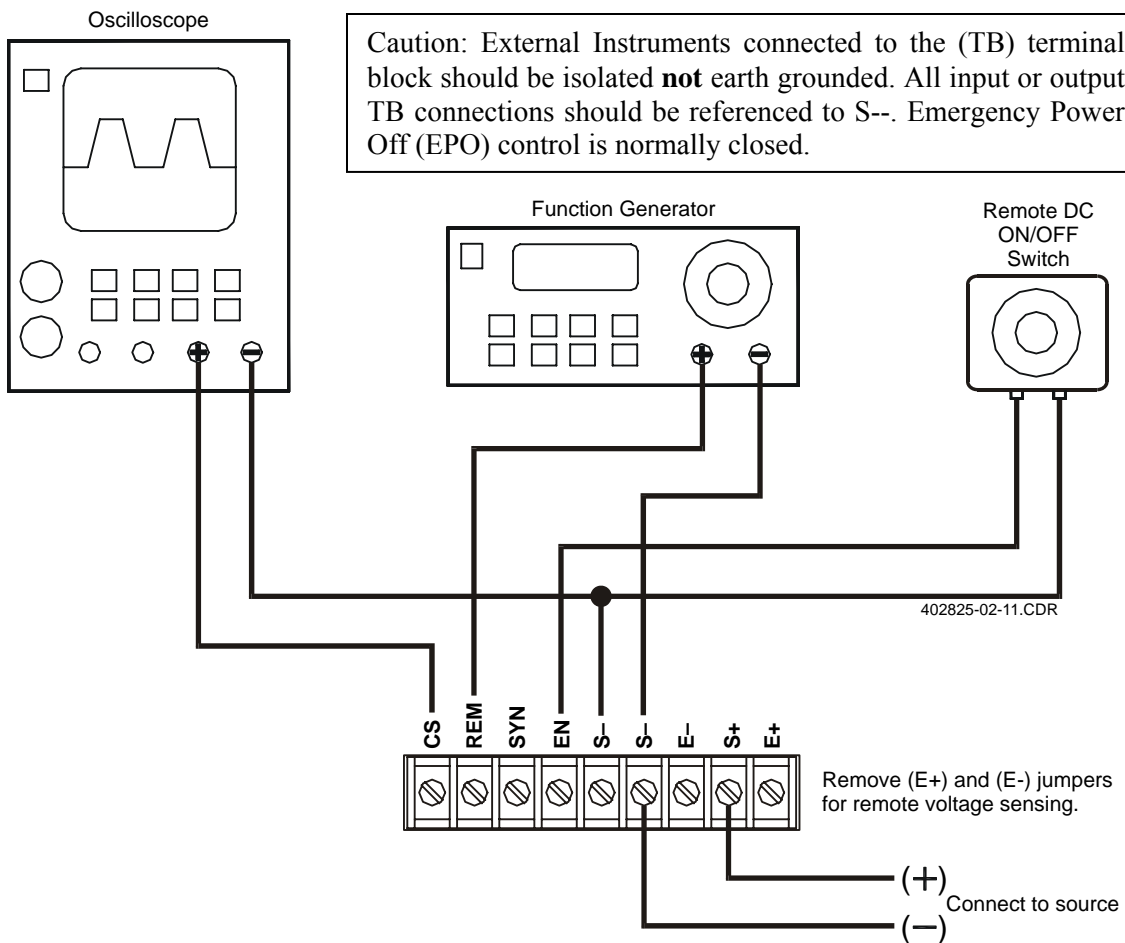 Oscilloscope
Caution: External Instruments connected to the (TB) terminal
block should be isolated not earth grounded. All input or output
TB connections should be referenced to S--. Emergency Power
Off (EPO) control is normally closed.
Function Generator
Remote DC
ON/OFF
Switch
402825-02-11.CDR
CS REM SYN EN S– S– E– S+ E+
Remove (E+) and (E-) jumpers
for remote voltage sensing.
(+)
Connect to source
(–)